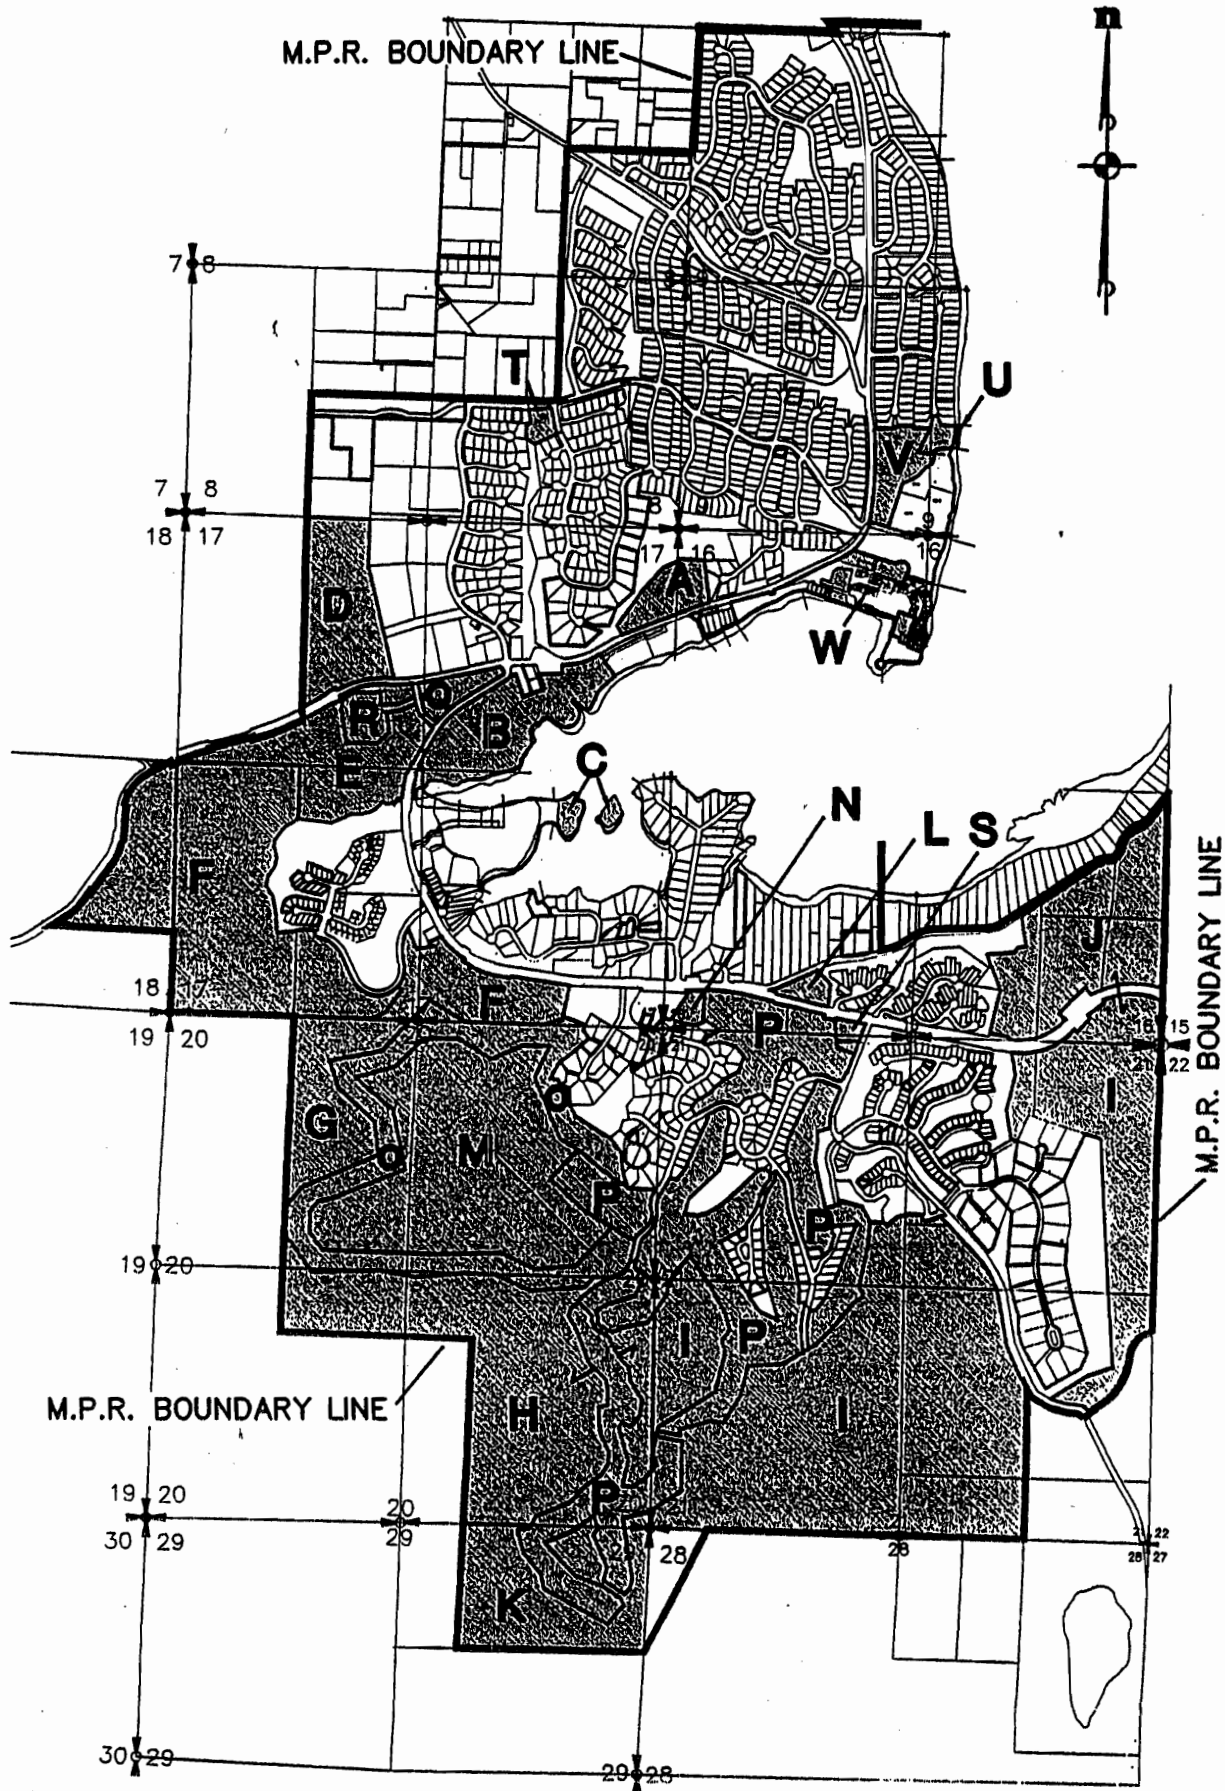 n
M.P.R. BOUNDARY LINE
7 8
T
U
V
7 8
8 9
9
18 17
17 16
16
A
D
W
O
R
B
E
C
N
L S
F
M.P.R. BOUNDARY LINE
J
18 17
F
16 15
19 20
P
21 22
I
O
G
M
O
P
P
19 20
I
P
M.P.R. BOUNDARY LINE
H
I
P
19 20
20
22
30 29
29
28
28
28 27
K
30 29
29 28